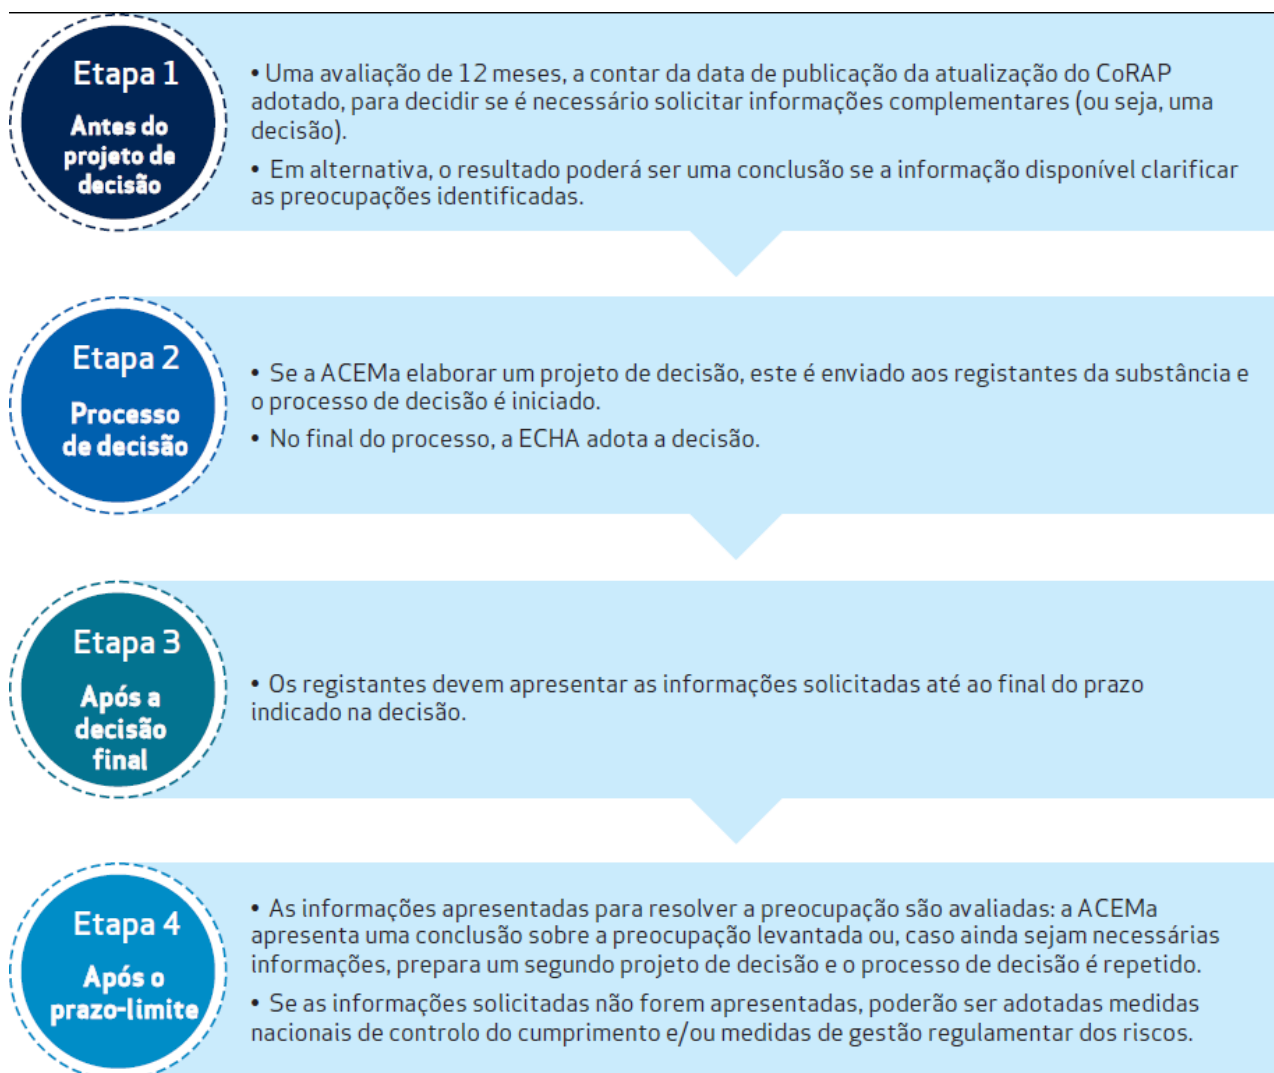 Etapa 1
Antes do
projeto de
decisão
• Uma avaliação de 12 meses, a contar da data de publicação da atualização do CoRAP
adotado, para decidir se é necessário solicitar informações complementares (ou seja, uma
decisão).
• Em alternativa, o resultado poderá ser uma conclusão se a informação disponível clarificar
as preocupações identificadas.
Etapa 2
Processo
de decisão
• Se a ACEMa elaborar um projeto de decisão, este é enviado aos registantes da substância e
o processo de decisão é iniciado.
• No final do processo, a ECHA adota a decisão.
Etapa 3
Após a
decisão
final
• Os registantes devem apresentar as informações solicitadas até ao final do prazo
indicado na decisão.
Etapa 4
Após o
prazo-limite
• As informações apresentadas para resolver a preocupação são avaliadas: a ACEMa
apresenta uma conclusão sobre a preocupação levantada ou, caso ainda sejam necessárias
informações, prepara um segundo projeto de decisão e o processo de decisão é repetido.
• Se as informações solicitadas não forem apresentadas, poderão ser adotadas medidas
nacionais de controlo do cumprimento e/ou medidas de gestão regulamentar dos riscos.